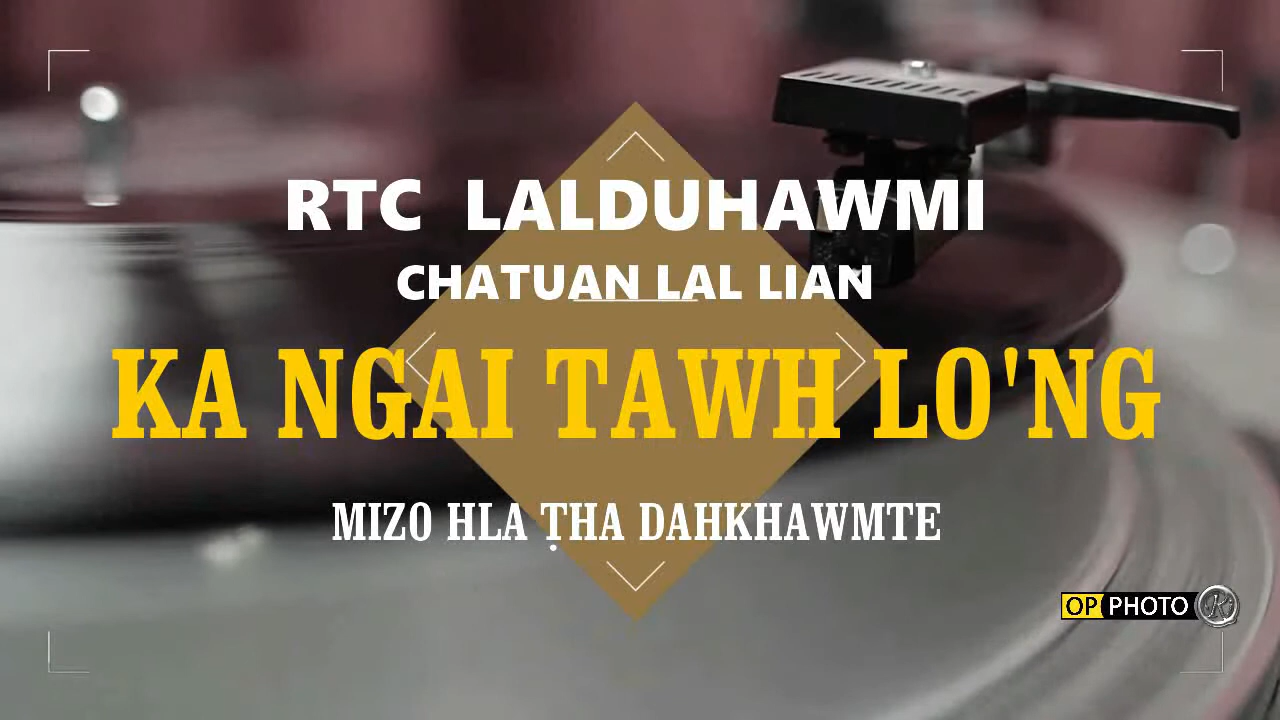 RTC LALDUHAWMI
CHATUAN LAL LIAN
KA NGAI TAWH LO'NG
MIZO HLA ṬHA DAHKHAWMTE
OP PHOTO